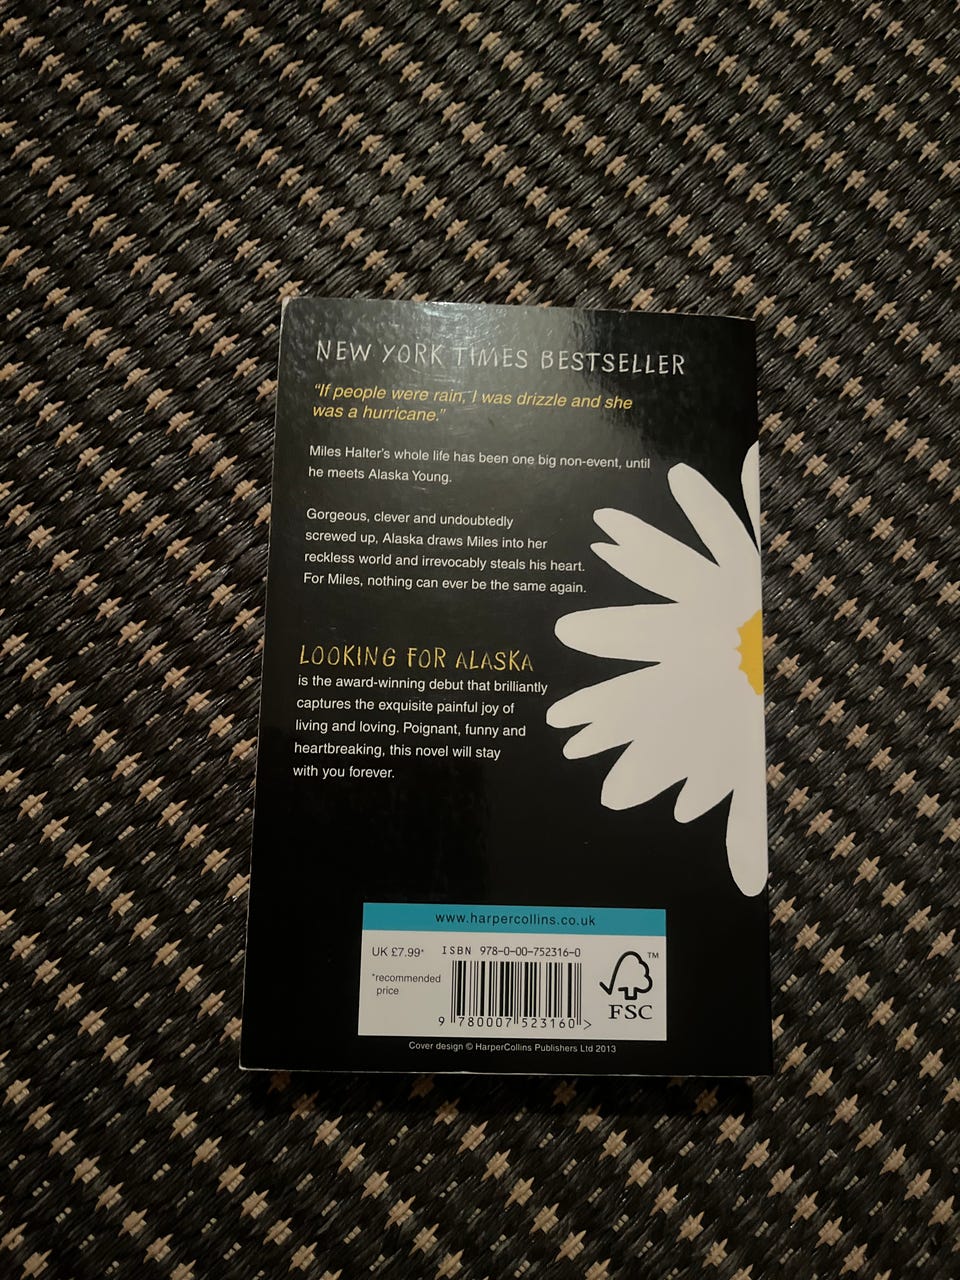 NEW YORK TIMES BESTSELLER
“If people were rain, I was drizzle and she
was a hurricane.”
Miles Halter's whole life has been one big non-event, until
he meets Alaska Young.
Gorgeous, clever and undoubtedly
screwed up, Alaska draws Miles into her
reckless world and irrevocably steals his heart.
For Miles, nothing can ever be the same again.
LOOKING FOR ALASKA
is the award-winning debut that brilliantly
captures the exquisite painful joy of
living and loving. Poignant, funny and
heartbreaking, this novel will stay
with you forever.
www.harpercollins.co.uk
UK £7.99*
*recommended
price
ISBN 978-0-00-752316-0
9 780007 523160 >
TM
FSC
Cover design © HarperCollins Publishers Ltd 2013